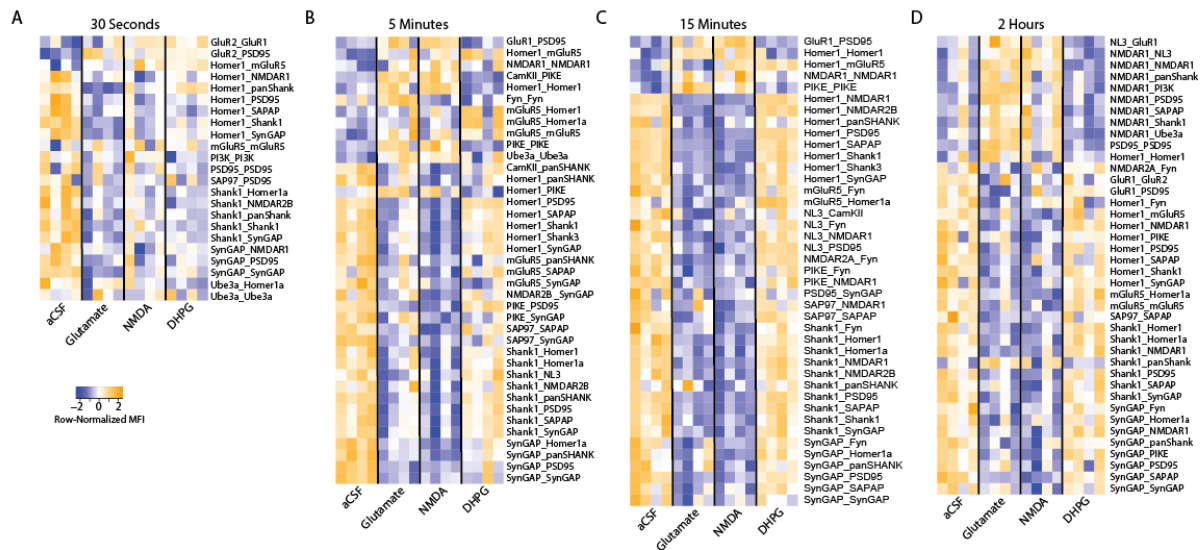 A
30 Seconds
GluR2_GluR1
GluR2_PSD95
Homer1_mGluR5
Homer1_NMDAR1
Homer1_panShank
Homer1_PSD95
Homer1_SAPAP
Homer1_Shank1
Homer1_SynGAP
mGluR5_mGluR5
PI3K_PI3K
PSD95_PSD95
SAP97_PSD95
Shank1_Homer1a
Shank1_NMDAR2B
Shank1_panShank
Shank1_Shank1
Shank1_SynGAP
SynGAP_NMDAR1
SynGAP_PSD95
SynGAP_SynGAP
Ube3a_Homer1a
Ube3a_Ube3a
aCSF
Glutamate
NMDA
DHPG
−2 0 2
Row-Normalized MFI
B
5 Minutes
GluR1_PSD95
Homer1_mGluR5
NMDAR1_NMDAR1
CamKII_PIKE
Homer1_Homer1
Fyn_Fyn
mGluR5_Homer1
mGluR5_Homer1a
mGluR5_mGluR5
PIKE_PIKE
Ube3a_Ube3a
CamKII_panSHANK
Homer1_panSHANK
Homer1_PIKE
Homer1_PSD95
Homer1_SAPAP
Homer1_Shank1
Homer1_Shank3
Homer1_SynGAP
mGluR5_panSHANK
mGluR5_SAPAP
mGluR5_SynGAP
NMDAR2B_SynGAP
PIKE_PSD95
PIKE_SynGAP
SAP97_SAPAP
SAP97_SynGAP
Shank1_Homer1
Shank1_Homer1a
Shank1_NL3
Shank1_NMDAR2B
Shank1_panSHANK
Shank1_PSD95
Shank1_SAPAP
Shank1_SynGAP
SynGAP_Homer1a
SynGAP_panSHANK
SynGAP_PSD95
SynGAP_SynGAP
aCSF
Glutamate
NMDA
DHPG
C
15 Minutes
GluR1_PSD95
Homer1_Homer1
Homer1_mGluR5
NMDAR1_NMDAR1
PIKE_PIKE
Homer1_NMDAR1
Homer1_NMDAR2B
Homer1_panSHANK
Homer1_PSD95
Homer1_SAPAP
Homer1_Shank1
Homer1_Shank3
Homer1_SynGAP
mGluR5_Fyn
mGluR5_Homer1a
NL3_CamKII
NL3_Fyn
NL3_NMDAR1
NL3_PSD95
NMDAR2A_Fyn
PIKE_Fyn
PIKE_NMDAR1
PSD95_SynGAP
SAP97_NMDAR1
SAP97_SAPAP
Shank1_Fyn
Shank1_Homer1
Shank1_Homer1a
Shank1_NMDAR1
Shank1_NMDAR2B
Shank1_panSHANK
Shank1_PSD95
Shank1_SAPAP
Shank1_Shank1
Shank1_SynGAP
SynGAP_Fyn
SynGAP_Homer1a
SynGAP_panSHANK
SynGAP_PSD95
SynGAP_SAPAP
SynGAP_SynGAP
aCSF
Glutamate
NMDA
DHPG
D
2 Hours
NL3_GluR1
NMDAR1_NL3
NMDAR1_NMDAR1
NMDAR1_panShank
NMDAR1_PI3K
NMDAR1_PSD95
NMDAR1_SAPAP
NMDAR1_Shank1
NMDAR1_Ube3a
PSD95_PSD95
Homer1_Homer1
NMDAR2A_Fyn
GluR1_GluR2
GluR1_PSD95
Homer1_Fyn
Homer1_mGluR5
Homer1_NMDAR1
Homer1_PIKE
Homer1_PSD95
Homer1_SAPAP
Homer1_Shank1
Homer1_SynGAP
mGluR5_Homer1a
mGluR5_mGluR5
SAP97_SAPAP
Shank1_Homer1
Shank1_Homer1a
Shank1_NMDAR1
Shank1_panShank
Shank1_PSD95
Shank1_SAPAP
Shank1_SynGAP
SynGAP_Fyn
SynGAP_Homer1a
SynGAP_NMDAR1
SynGAP_panShank
SynGAP_PIKE
SynGAP_PSD95
SynGAP_SAPAP
SynGAP_SynGAP
aCSF
Glutamate
NMDA
DHPG